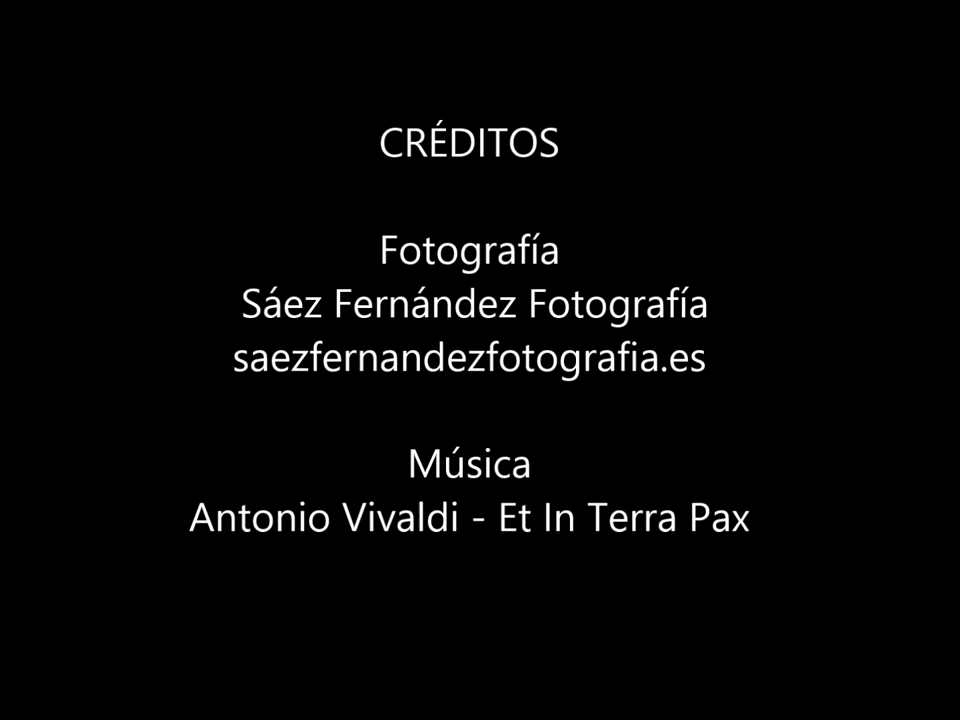 CRÉDITOS
Fotografía
Sáez Fernández Fotografía
saezfernandezfotografia.es
Música
Antonio Vivaldi - Et In Terra Pax